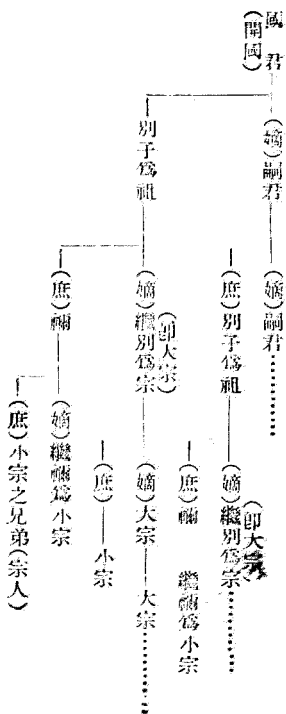 國君
（開國）
（嫡）嗣君
（嫡）嗣君
（庶）別子爲祖
（嫡）繼別爲宗
（卽大宗）
（庶）禰
繼禰爲小宗
別子爲祖
（嫡）繼別爲宗
（卽大宗）
（嫡）大宗
大宗
（庶）
小宗
（庶）禰
（嫡）繼禰爲小宗
（庶）小宗之兄弟（宗人）